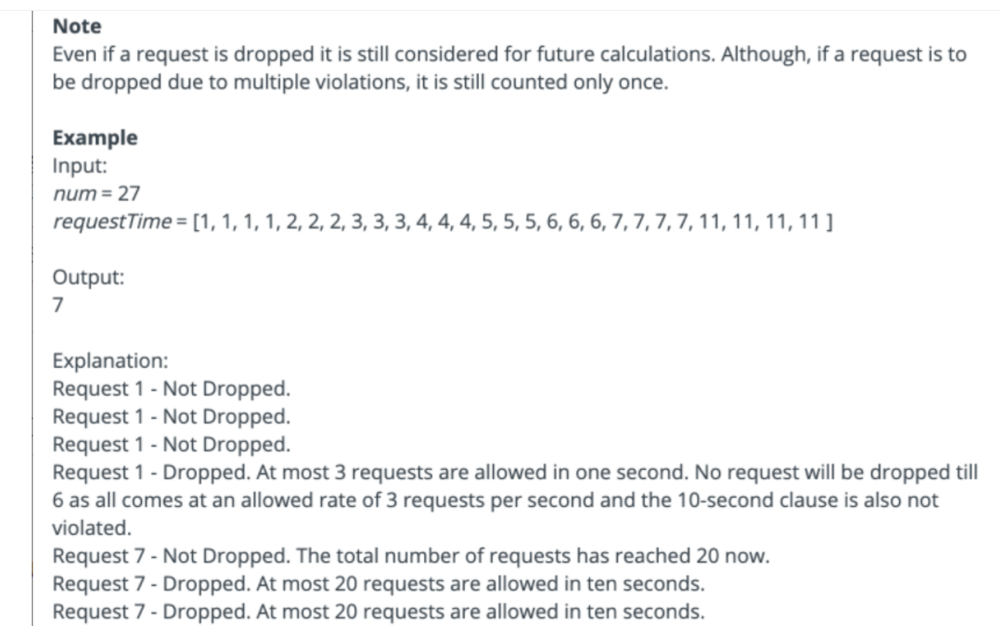 Note
Even if a request is dropped it is still considered for future calculations. Although, if a request is to
be dropped due to multiple violations, it is still counted only once.
Example
Input:
num = 27
requestTime = [1, 1, 1, 1, 2, 2, 2, 3, 3, 3, 4, 4, 4, 5, 5, 5, 6, 6, 6, 7, 7, 7, 7, 11, 11, 11, 11 ]
Output:
7
Explanation:
Request 1 - Not Dropped.
Request 1 - Not Dropped.
Request 1 - Not Dropped.
Request 1 - Dropped. At most 3 requests are allowed in one second. No request will be dropped till
6 as all comes at an allowed rate of 3 requests per second and the 10-second clause is also not
violated.
Request 7 - Not Dropped. The total number of requests has reached 20 now.
Request 7 - Dropped. At most 20 requests are allowed in ten seconds.
Request 7 - Dropped. At most 20 requests are allowed in ten seconds.